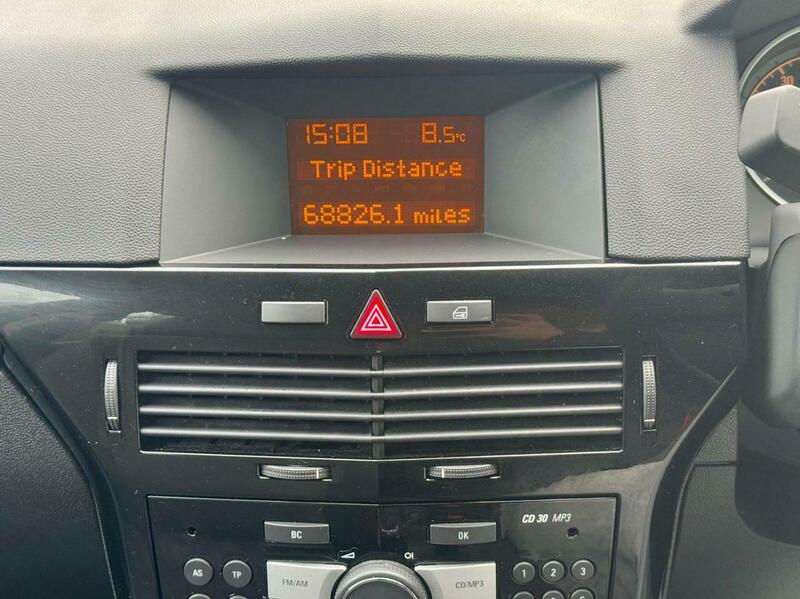 30
15:08 8.5°C
Trip Distance
68826.1 miles
CD 30 MP3
BC OK
AS TP FM/AM CD/MP3 1 2 3